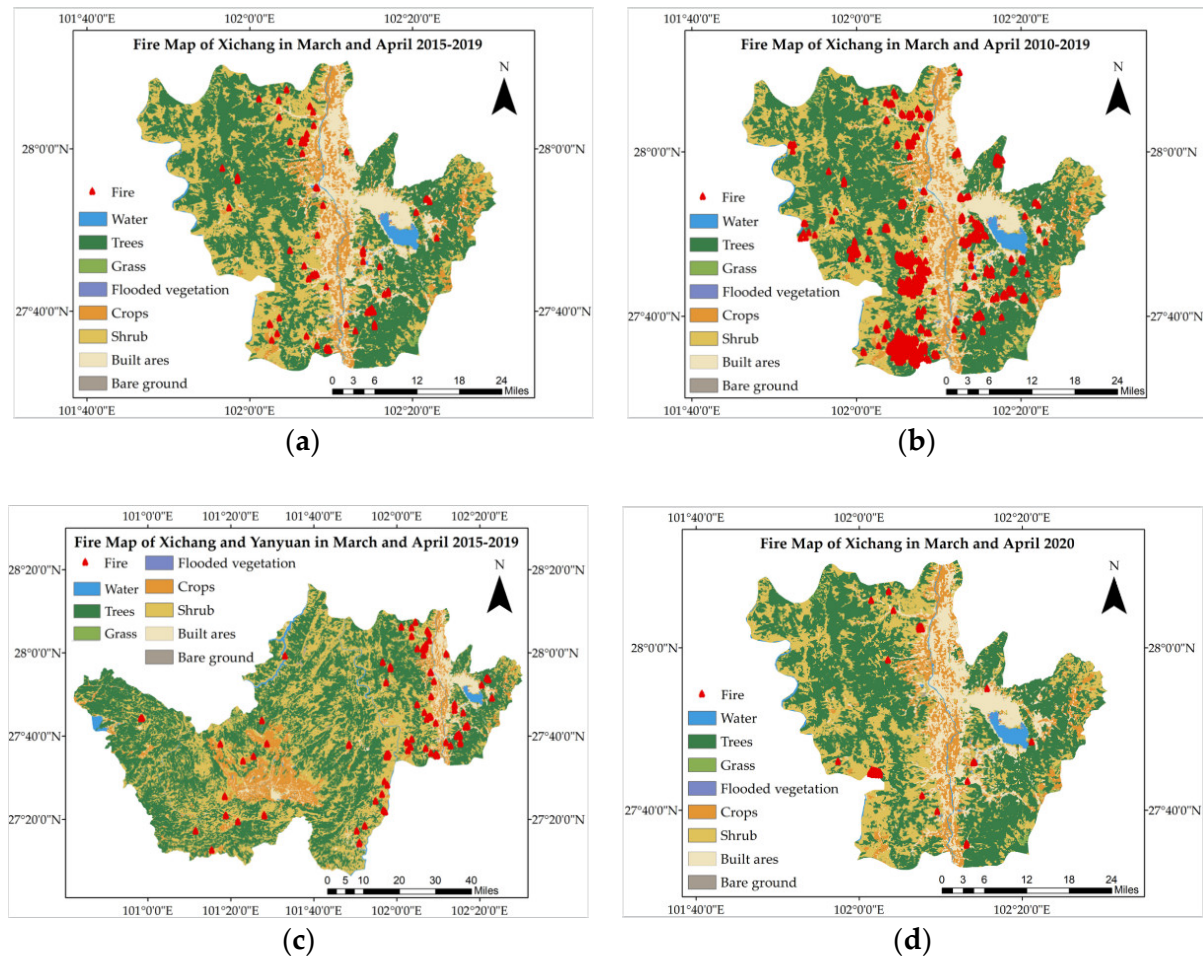 101°40'0"E 102°0'0"E 102°20'0"E
Fire Map of Xichang in March and April 2015-2019
N
28°0'0"N 28°0'0"N
Fire
Water
Trees
Grass
Flooded vegetation
27°40'0"N 27°40'0"N
Crops
Shrub
Built ares
Bare ground
0 3 6 12 18 24
Miles
101°40'0"E 102°0'0"E 102°20'0"E
(a)
101°40'0"E 102°0'0"E 102°20'0"E
Fire Map of Xichang in March and April 2010-2019
N
28°0'0"N 28°0'0"N
Fire
Water
Trees
Grass
Flooded vegetation
27°40'0"N 27°40'0"N
Crops
Shrub
Built ares
Bare ground
0 3 6 12 18 24
Miles
101°40'0"E 102°0'0"E 102°20'0"E
(b)
101°0'0"E 101°20'0"E 101°40'0"E 102°0'0"E 102°20'0"E
Fire Map of Xichang and Yanyuan in March and April 2015-2019
Fire Flooded vegetation
N
28°20'0"N 28°20'0"N
Water Crops
Trees Shrub
Grass Built ares
Bare ground
28°0'0"N 28°0'0"N
27°40'0"N 27°40'0"N
27°20'0"N 27°20'0"N
0 5 10 20 30 40
Miles
101°0'0"E 101°20'0"E 101°40'0"E 102°0'0"E 102°20'0"E
(c)
101°40'0"E 102°0'0"E 102°20'0"E
Fire Map of Xichang in March and April 2020
N
28°0'0"N 28°0'0"N
Fire
Water
Trees
Grass
Flooded vegetation
27°40'0"N 27°40'0"N
Crops
Shrub
Built ares
Bare ground
0 3 6 12 18 24
Miles
101°40'0"E 102°0'0"E 102°20'0"E
(d)